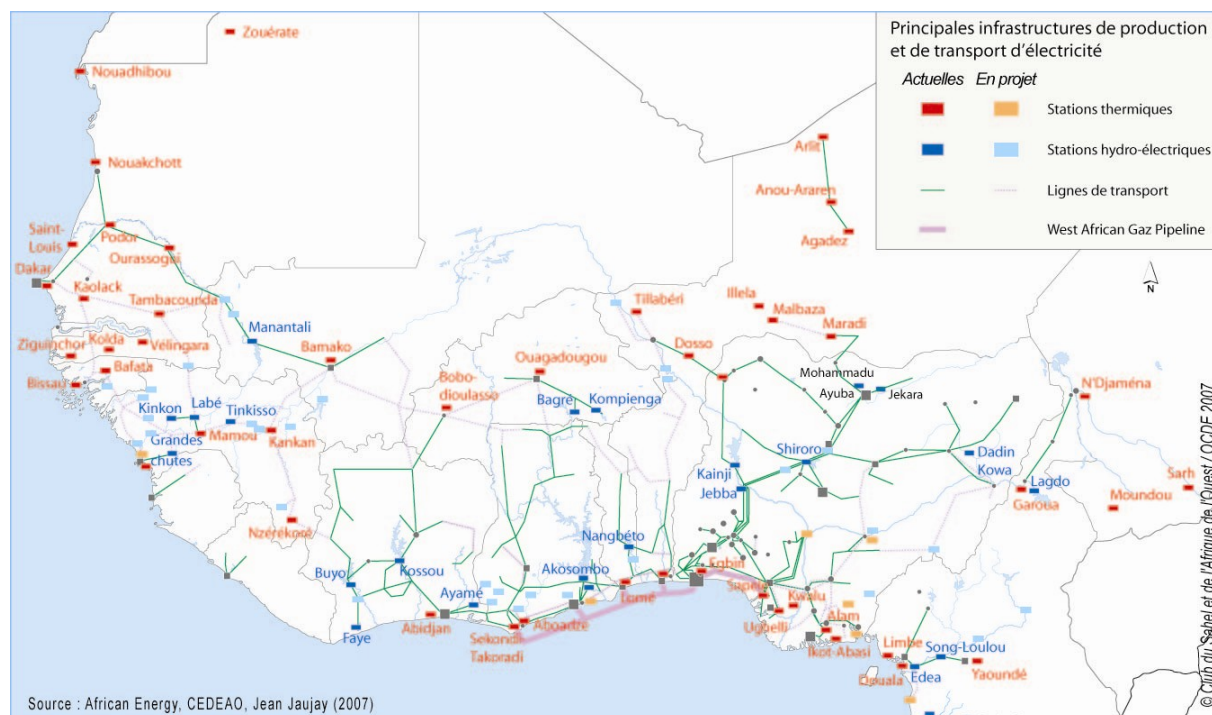 Principales infrastructures de production
et de transport d'électricité
Actuelles
En projet
Stations thermiques
Stations hydro-électriques
Lignes de transport
West African Gaz Pipeline
N
Zouérate
Nouadhibou
Nouakchott
Arlit
Anou-Araren
Agadez
Saint-
Louis
Podor
Ourassogui
Dakar
Kaolack
Tambacounda
Manantali
Bamako
Ziguinchor
Kolda
Vélingara
Bafata
Bissau
Kinkon
Labé
Tinkisso
Grandes
chutes
Mamou
Kankan
Nzérékoré
Bobo-
dioulasso
Ouagadougou
Bagré
Kompienga
Tillabéri
Illela
Malbaza
Maradi
Dosso
Mohammadu
Ayuba
Jekara
N'Djaména
Shiroro
Kainji
Jebba
Dadin
Kowa
Lagdo
Garoua
Moundou
Sarh
Nangbéto
Akosombo
Buyo
Kossou
Ayamé
Faye
Abidjan
Sekondi
Takoradi
Aboadze
Lomé
Egbin
Sapele
Kwalu
Ughelli
Alam
Ikot-Abasi
Limbe
Song-Loulou
Edea
Douala
Yaoundé
Source : African Energy, CEDEAO, Jean Jaujay (2007)
© Club du Sahel et de l'Afrique de l'Ouest / OCDE 2007